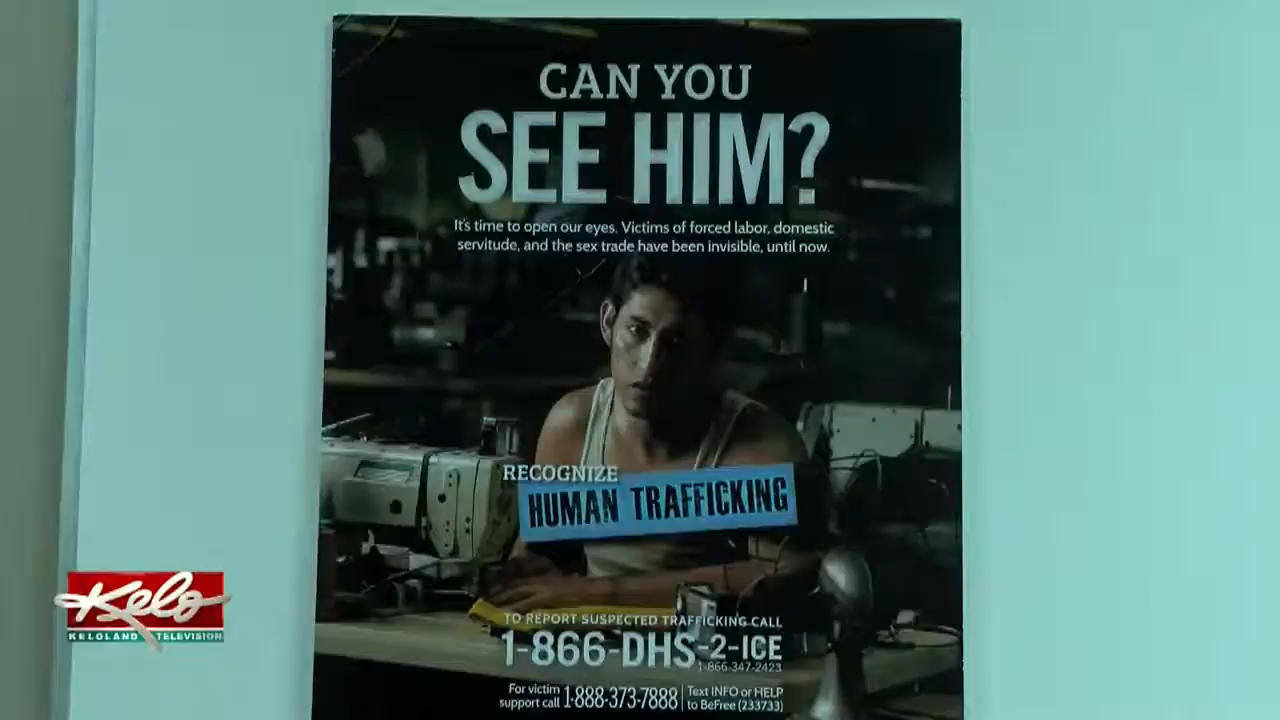 CAN YOU
SEE HIM?
It's time to open our eyes. Victims of forced labor, domestic
servitude, and the sex trade have been invisible, until now.
RECOGNIZE
HUMAN TRAFFICKING
TO REPORT SUSPECTED TRAFFICKING CALL
1-866-DHS-2-ICE
1-866-347-2423
For victim
support call
1-888-373-7888
Text INFO or HELP
to BeFree (233733)
Kelo
KELOLAND TELEVISION